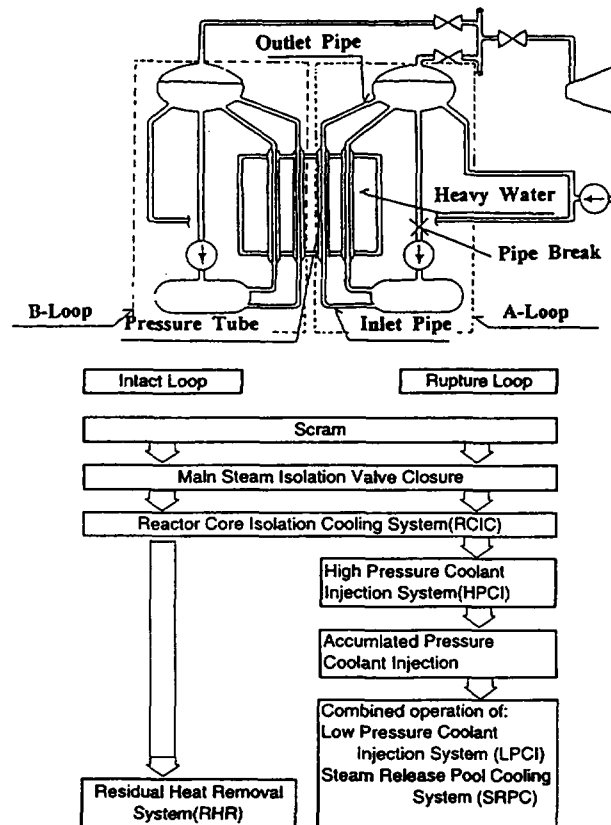 Outlet Pipe
Heavy Water
Pipe Break
B-Loop
Pressure Tube
Inlet Pipe
A-Loop
Intact Loop
Rupture Loop
Scram
Main Steam Isolation Valve Closure
Reactor Core Isolation Cooling System(RCIC)
High Pressure Coolant
Injection System(HPCI)
Accumlated Pressure
Coolant Injection
Combined operation of:
Low Pressure Coolant
Injection System (LPCI)
Steam Release Pool Cooling
System (SRPC)
Residual Heat Removal
System(RHR)